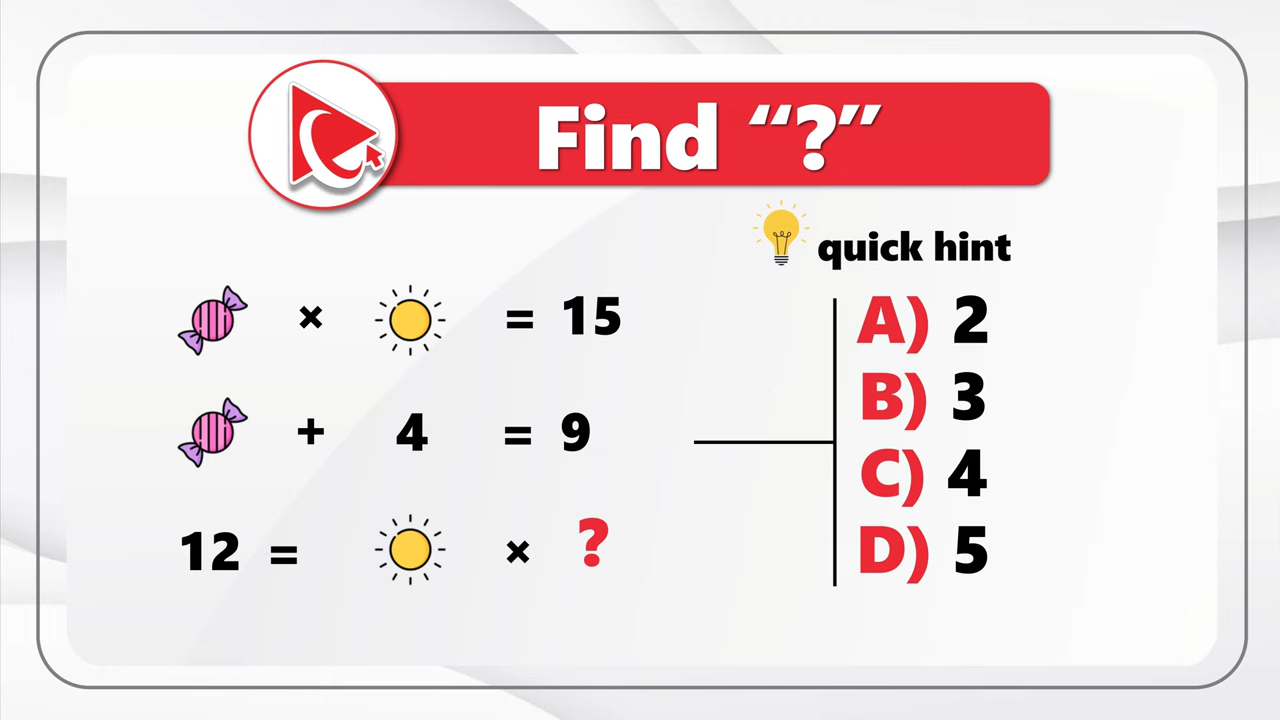 Find “?”
quick hint
× = 15
+ 4 = 9
12 = × ?
A) 2
B) 3
C) 4
D) 5